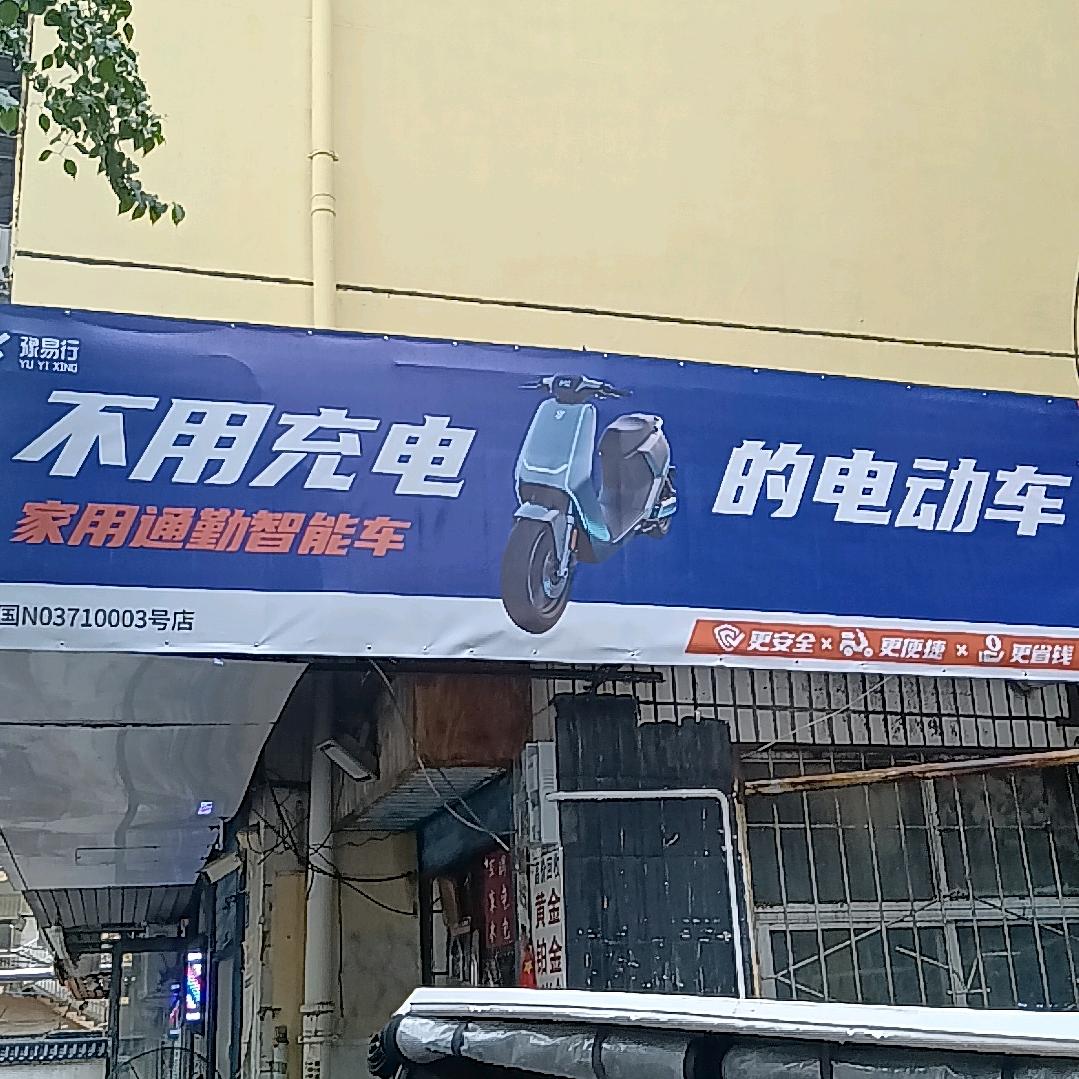 豫易行
YU YI XING
不用充电
的电动车
家用通勤智能车
国N03710003号店
更安全×更便捷×更省钱
黄金
铂金